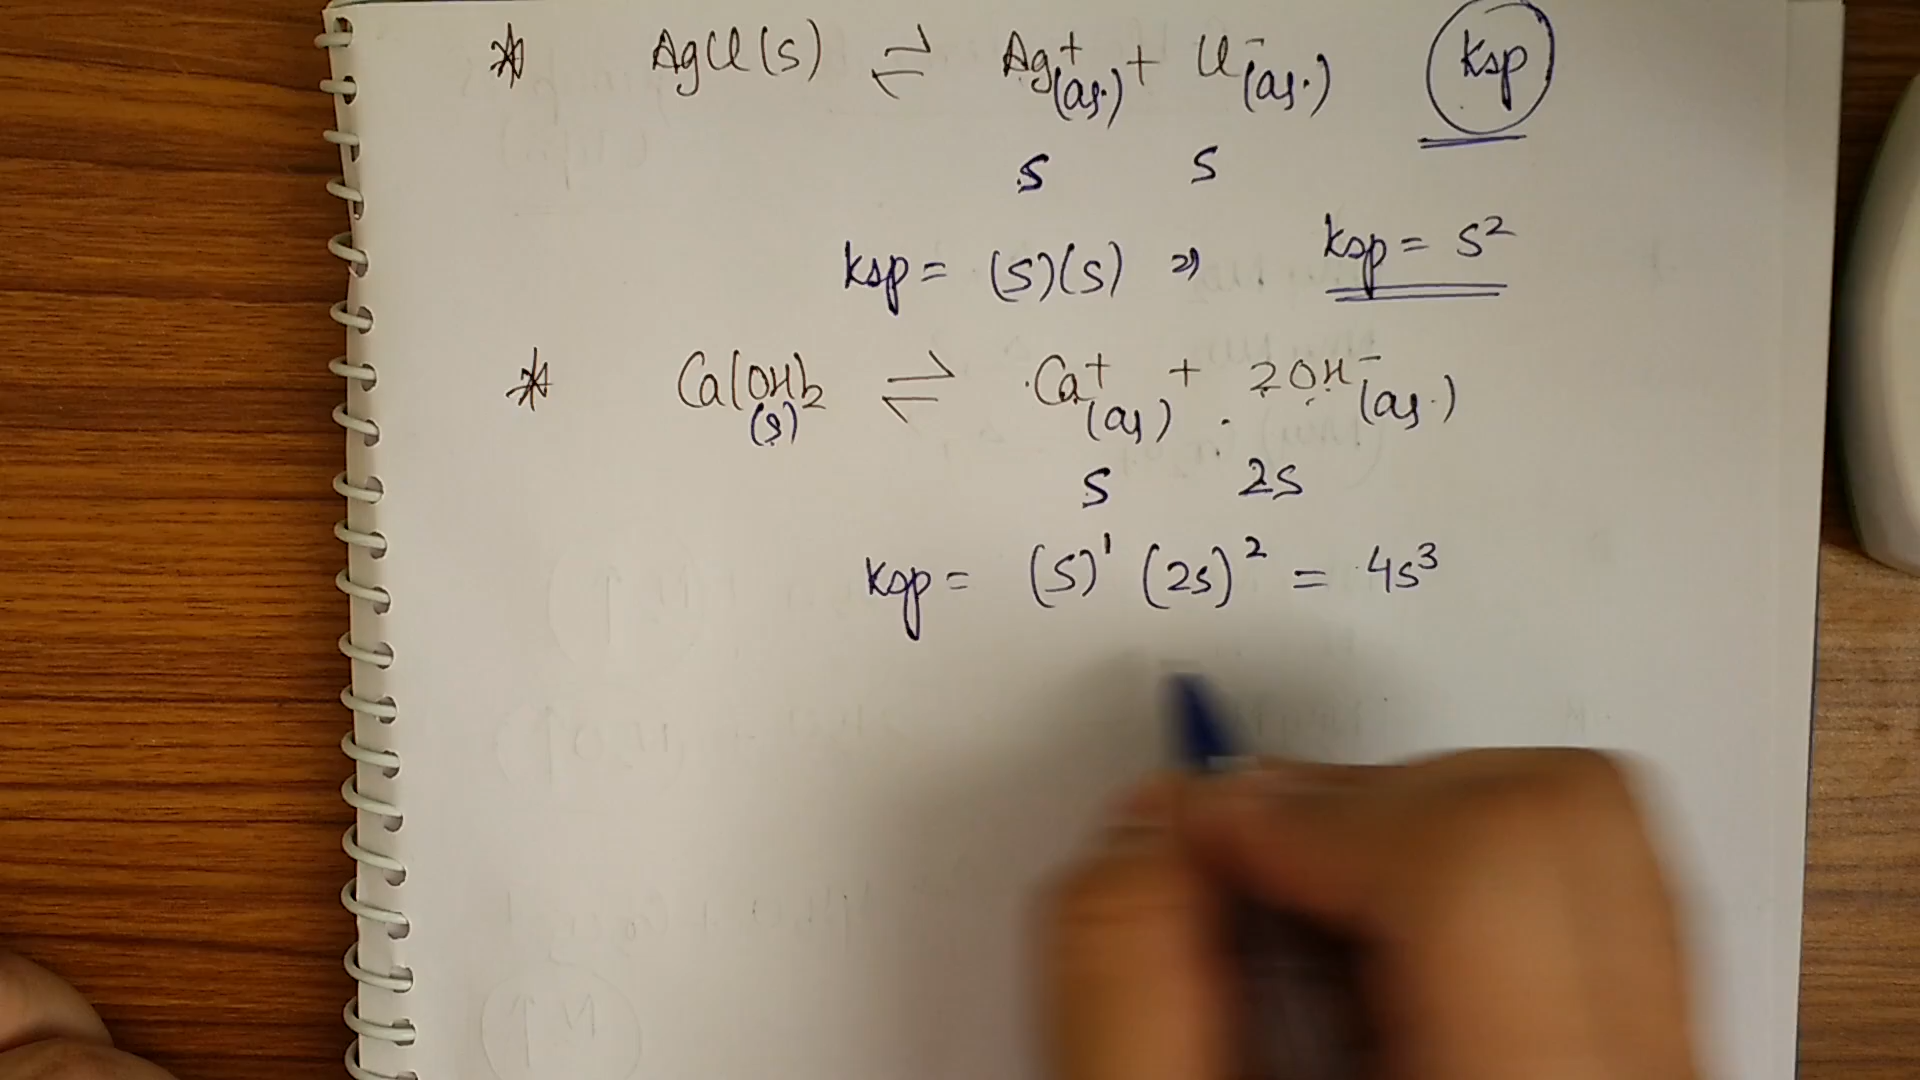 * AgCl(s) ⇌ Ag⁺(aq.) + Cl⁻(aq.) Ksp
s s
Ksp = (s)(s) ⇒ Ksp = s²
* Ca(OH)₂(s) ⇌ Ca⁺(aq) + 2OH⁻(aq.)
s 2s
Ksp = (s)¹ (2s)² = 4s³